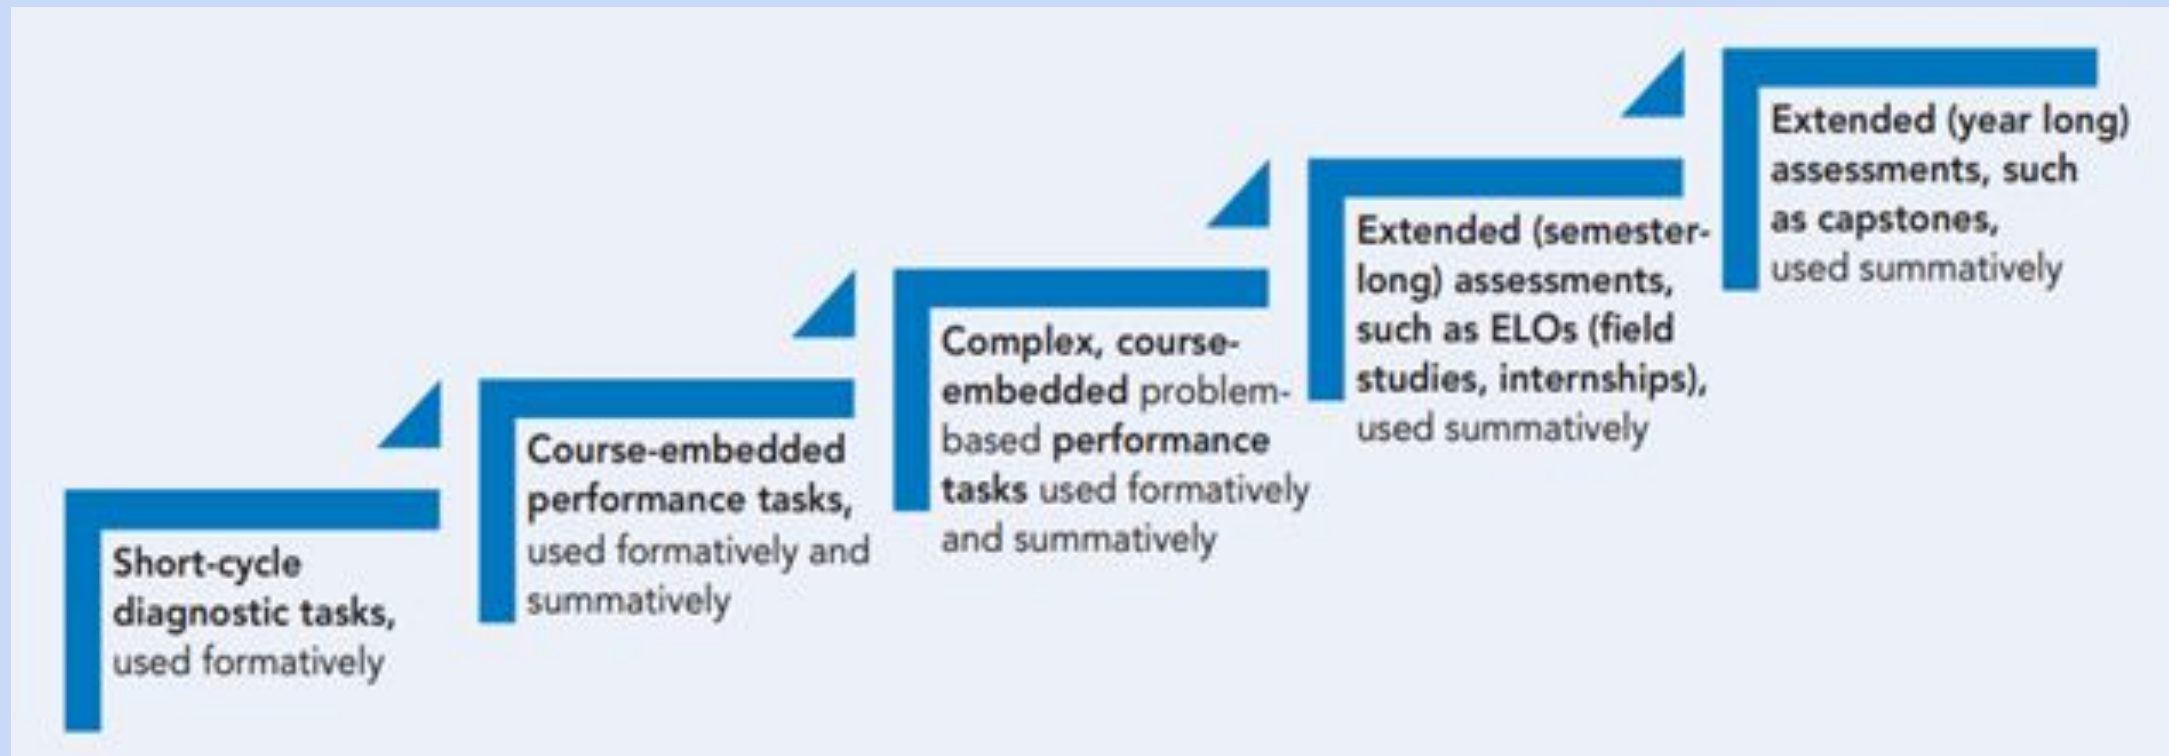 Short-cycle
diagnostic tasks,
used formatively
Course-embedded
performance tasks,
used formatively and
summatively
Complex, course-
embedded problem-
based performance
tasks used formatively
and summatively
Extended (semester-
long) assessments,
such as ELOs (field
studies, internships),
used summatively
Extended (year long)
assessments, such
as capstones,
used summatively